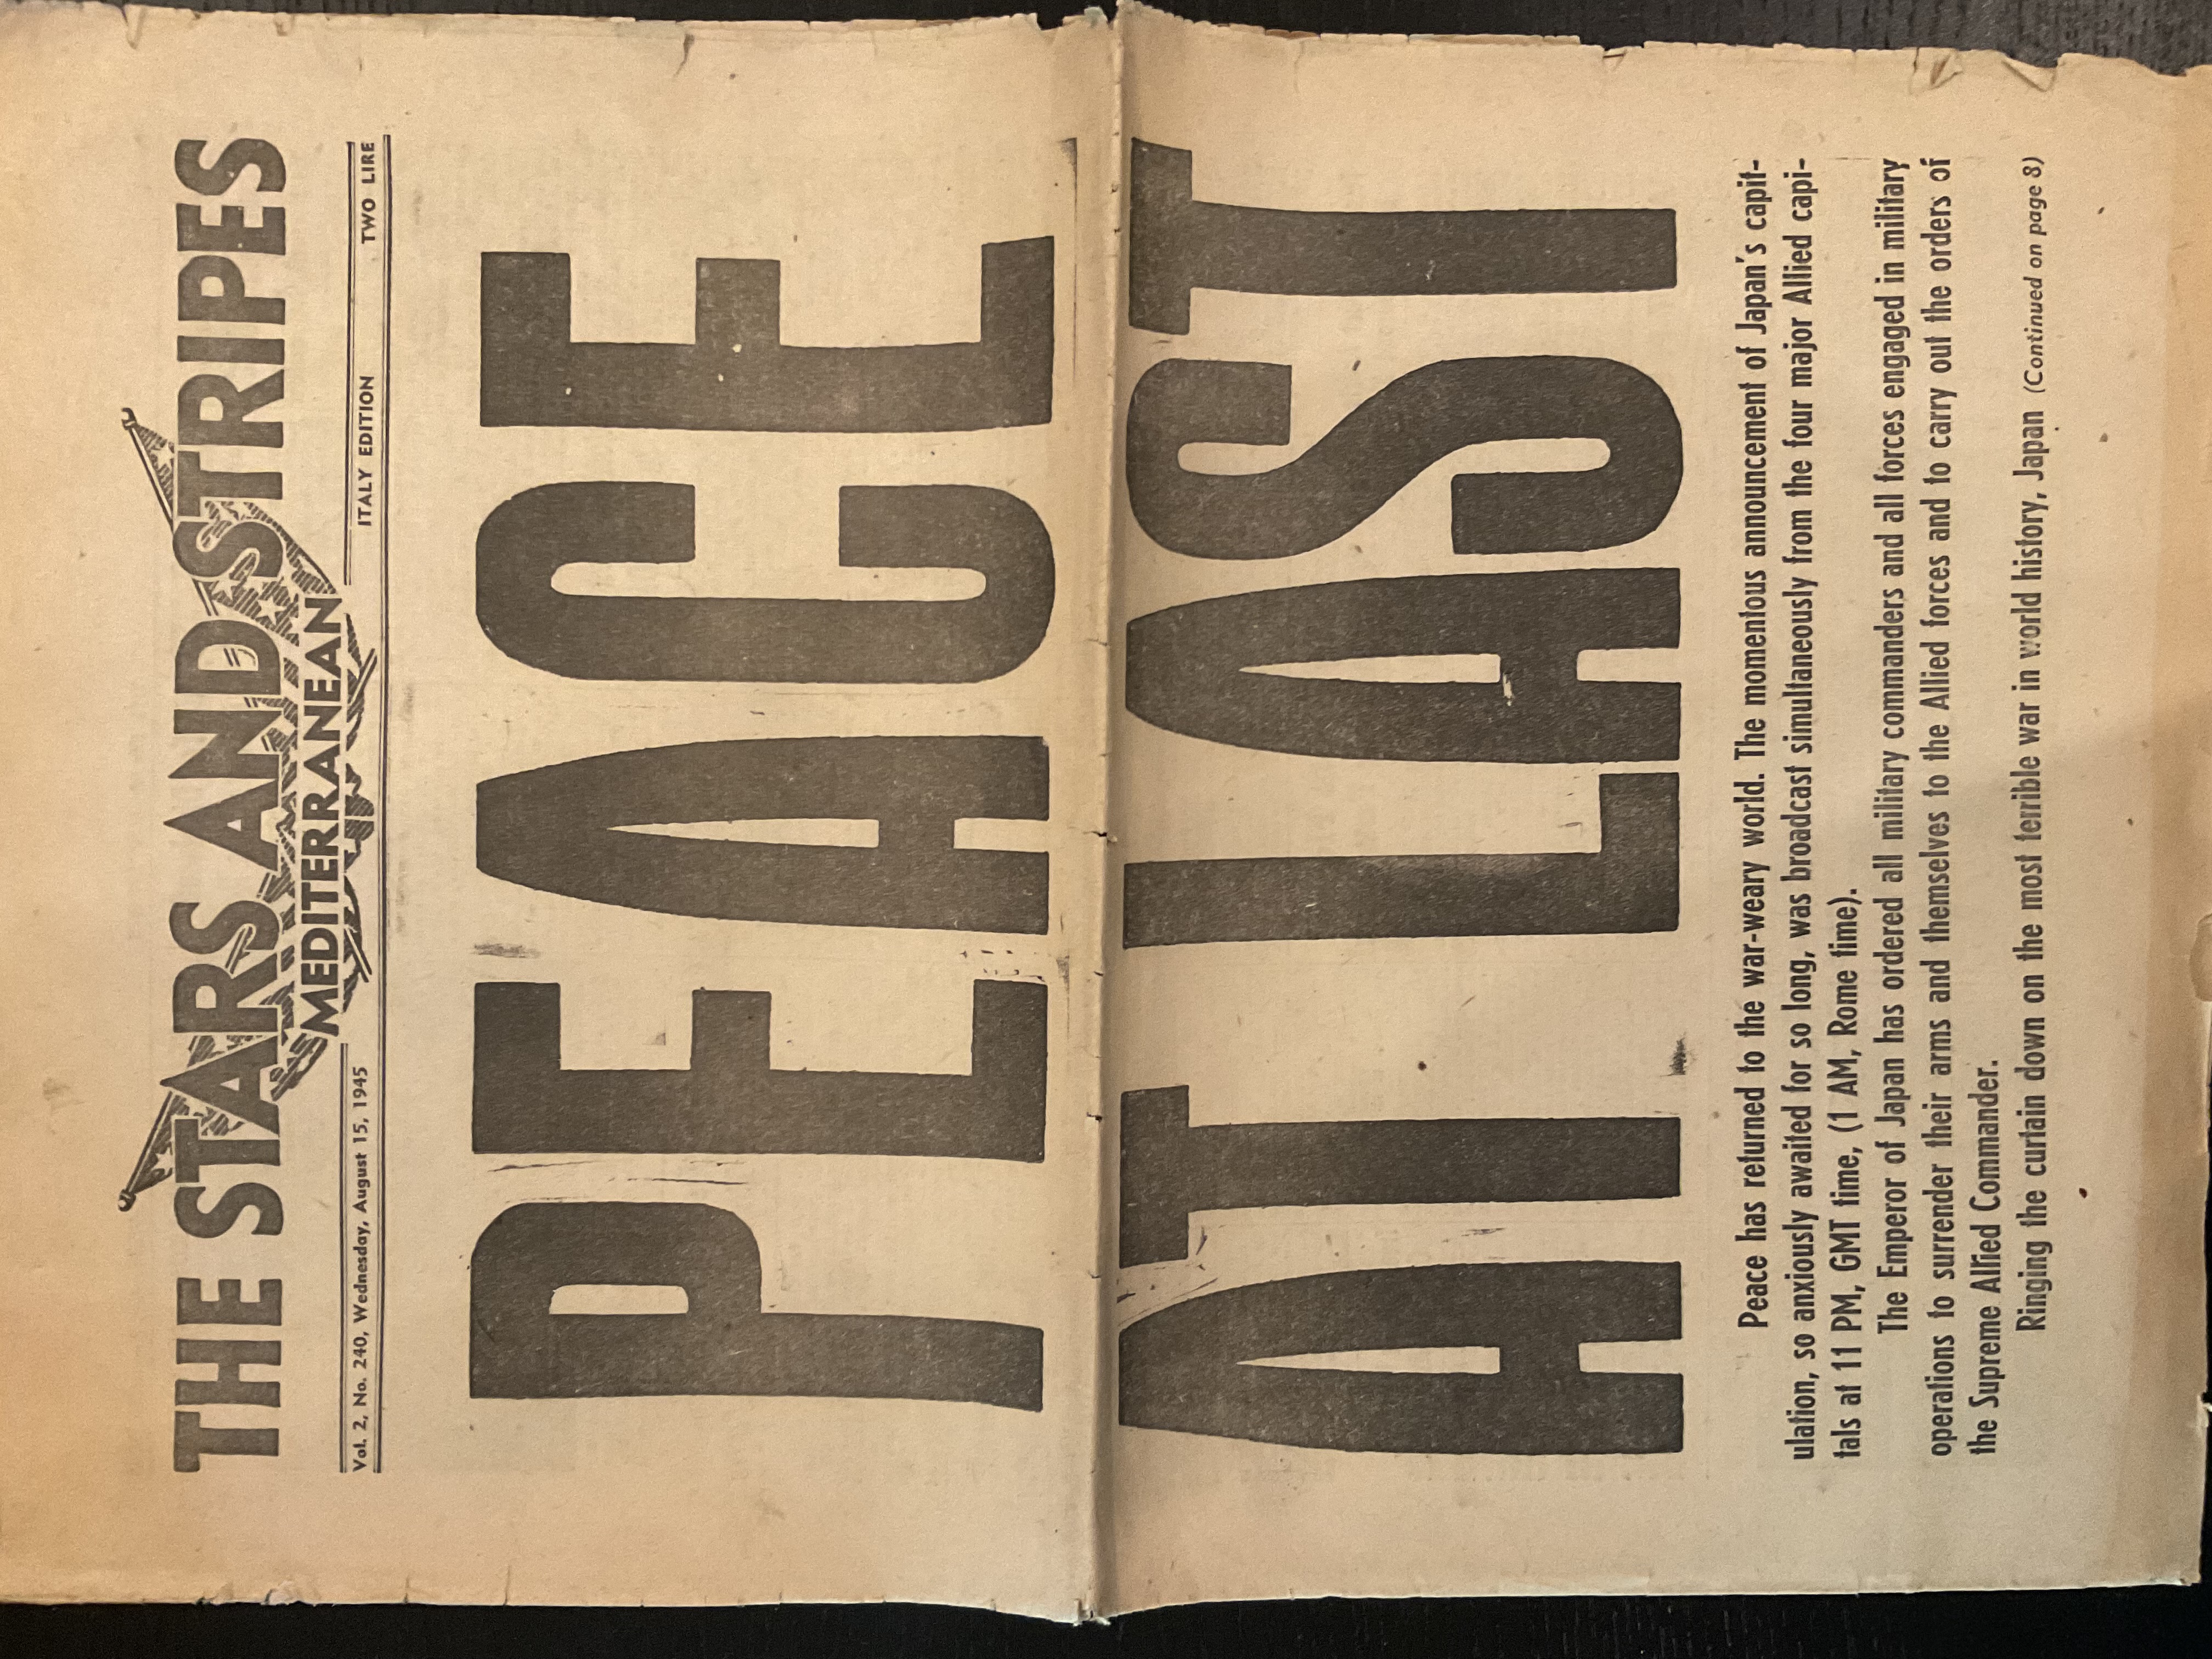 THE STARS AND STRIPES
MEDITERRANEAN
Vol. 2, No. 240, Wednesday, August 15, 1945 ITALY EDITION TWO LIRE
PEACE
AT LAST
Peace has returned to the war-weary world. The momentous announcement of Japan's capit-
ulation, so anxiously awaited for so long, was broadcast simultaneously from the four major Allied capi-
tals at 11 PM, GMT time, (1 AM, Rome time).
The Emperor of Japan has ordered all military commanders and all forces engaged in military
operations to surrender their arms and themselves to the Allied forces and to carry out the orders of
the Supreme Allied Commander.
Ringing the curtain down on the most terrible war in world history, Japan (Continued on page 8)